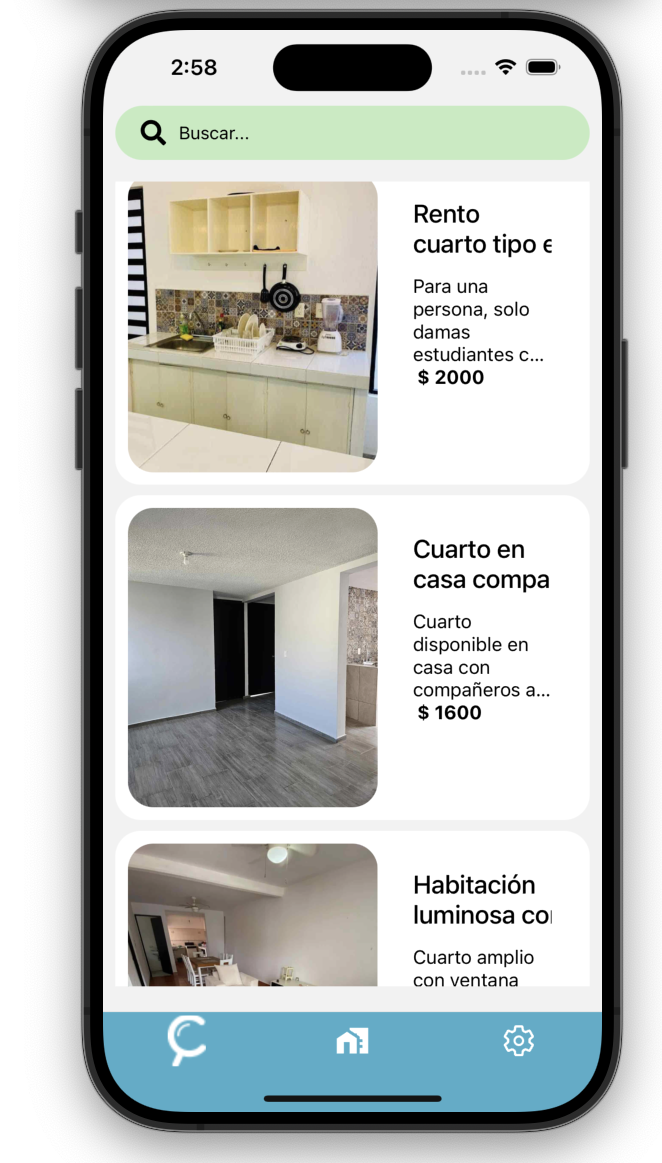 2:58
Buscar...
Rento
cuarto tipo e
Para una
persona, solo
damas
estudiantes c...
$ 2000
Cuarto en
casa compa
Cuarto
disponible en
casa con
compañeros a...
$ 1600
Habitación
luminosa co
Cuarto amplio
con ventana